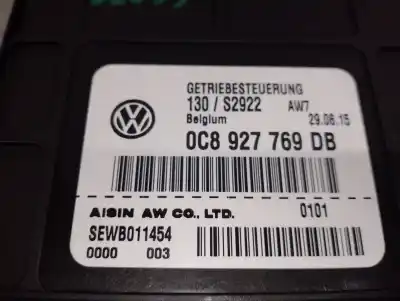 GETRIEBESTEUERUNG
130 / S2922 AW7
Belgium 29.06.15
0C8 927 769 DB
AISIN AW CO., LTD. 0101
SEWB011454
0000 003